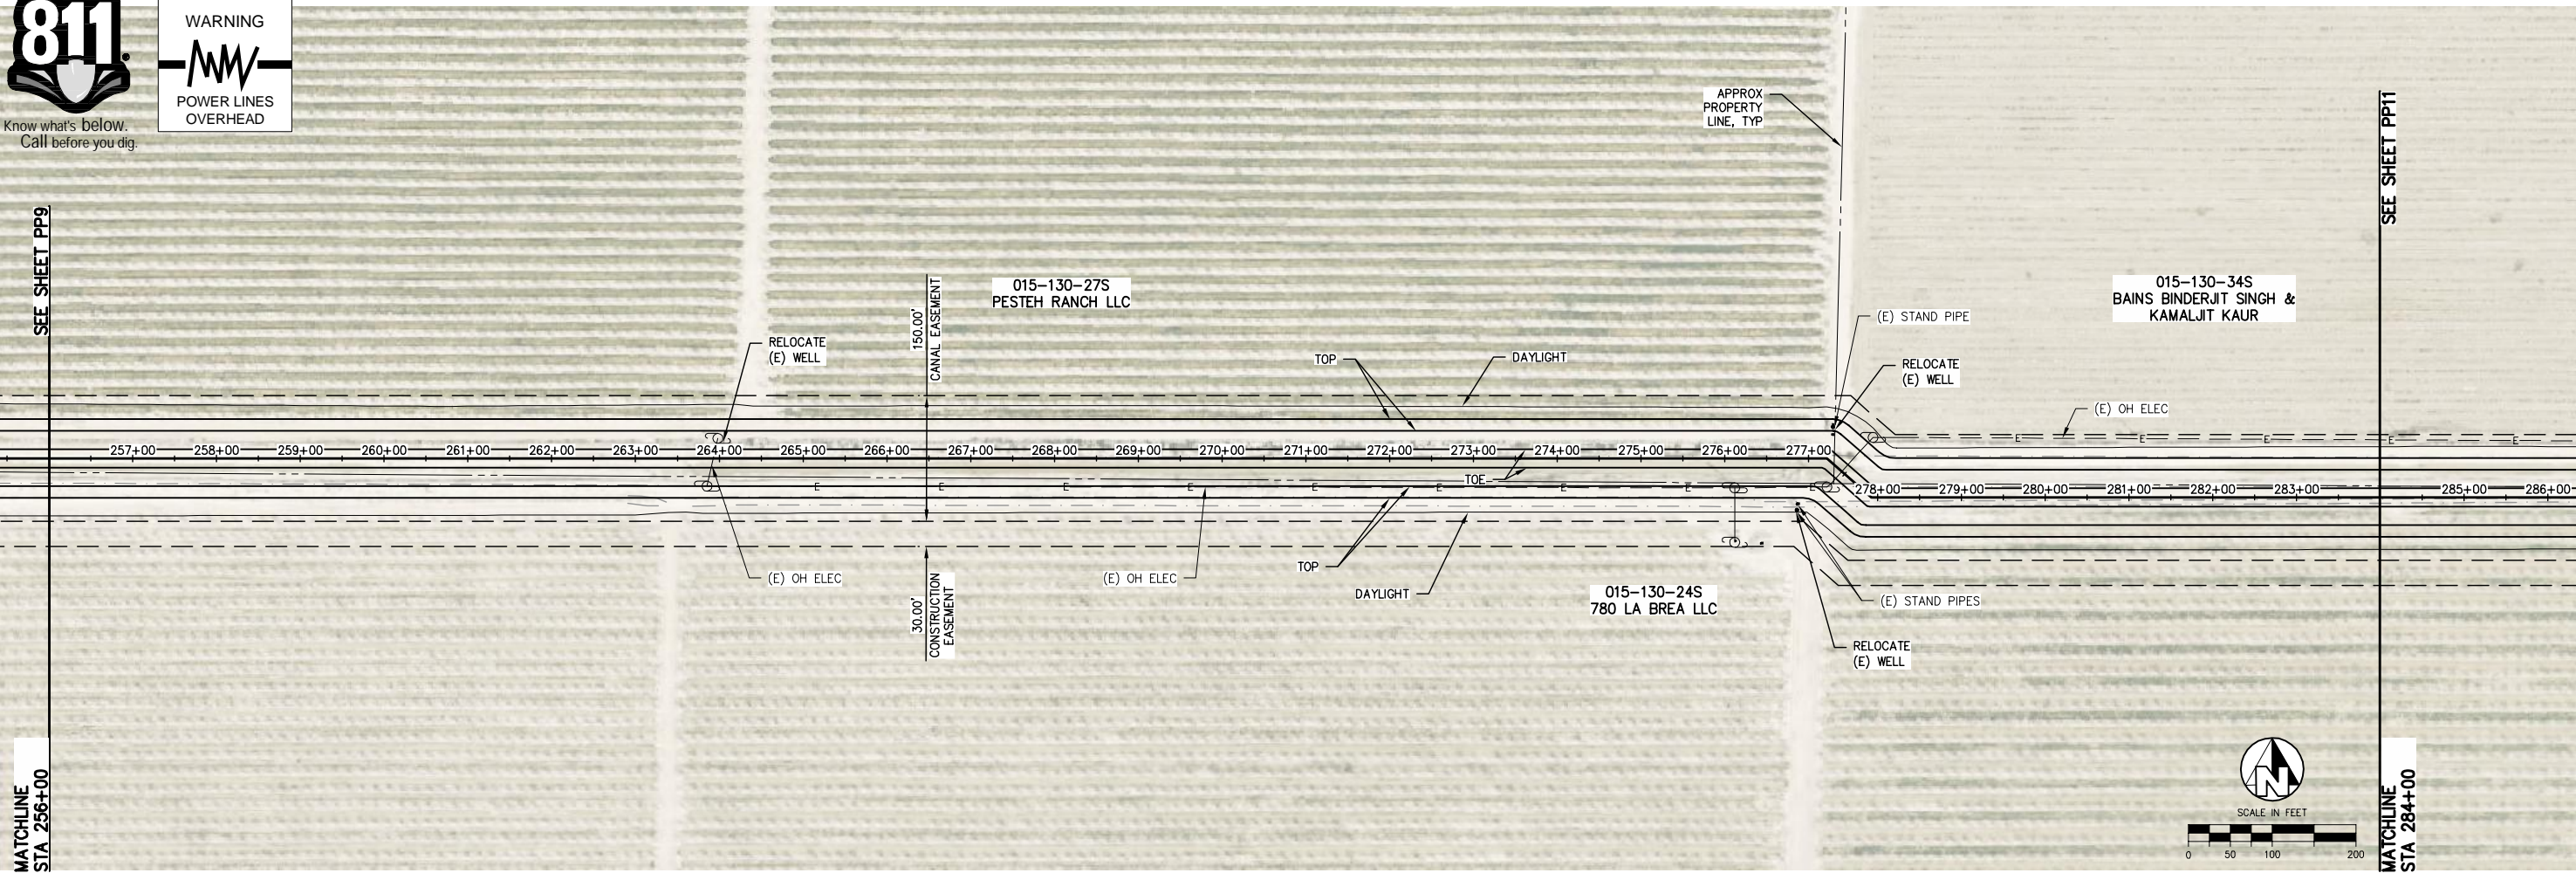 811
Know what's below.
Call before you dig.
WARNING
POWER LINES
OVERHEAD
SEE SHEET PP9
MATCHLINE
STA 256+00
APPROX
PROPERTY
LINE, TYP
SEE SHEET PP11
015-130-27S
PESTEH RANCH LLC
150.00'
CANAL EASEMENT
015-130-34S
BAINS BINDERJIT SINGH &
KAMALJIT KAUR
(E) STAND PIPE
RELOCATE
(E) WELL
TOP
DAYLIGHT
RELOCATE
(E) WELL
(E) OH ELEC
E E E E E
257+00 258+00 259+00 260+00 261+00 262+00 263+00 264+00 265+00 266+00 267+00 268+00 269+00 270+00 271+00 272+00 273+00 274+00 275+00 276+00 277+00
TOE
E E E E E E E E E
278+00 279+00 280+00 281+00 282+00 283+00 285+00 286+00
TOP
(E) OH ELEC
(E) OH ELEC
DAYLIGHT
30.00'
CONSTRUCTION
EASEMENT
015-130-24S
780 LA BREA LLC
(E) STAND PIPES
RELOCATE
(E) WELL
N
SCALE IN FEET
0 50 100 200
MATCHLINE
STA 284+00